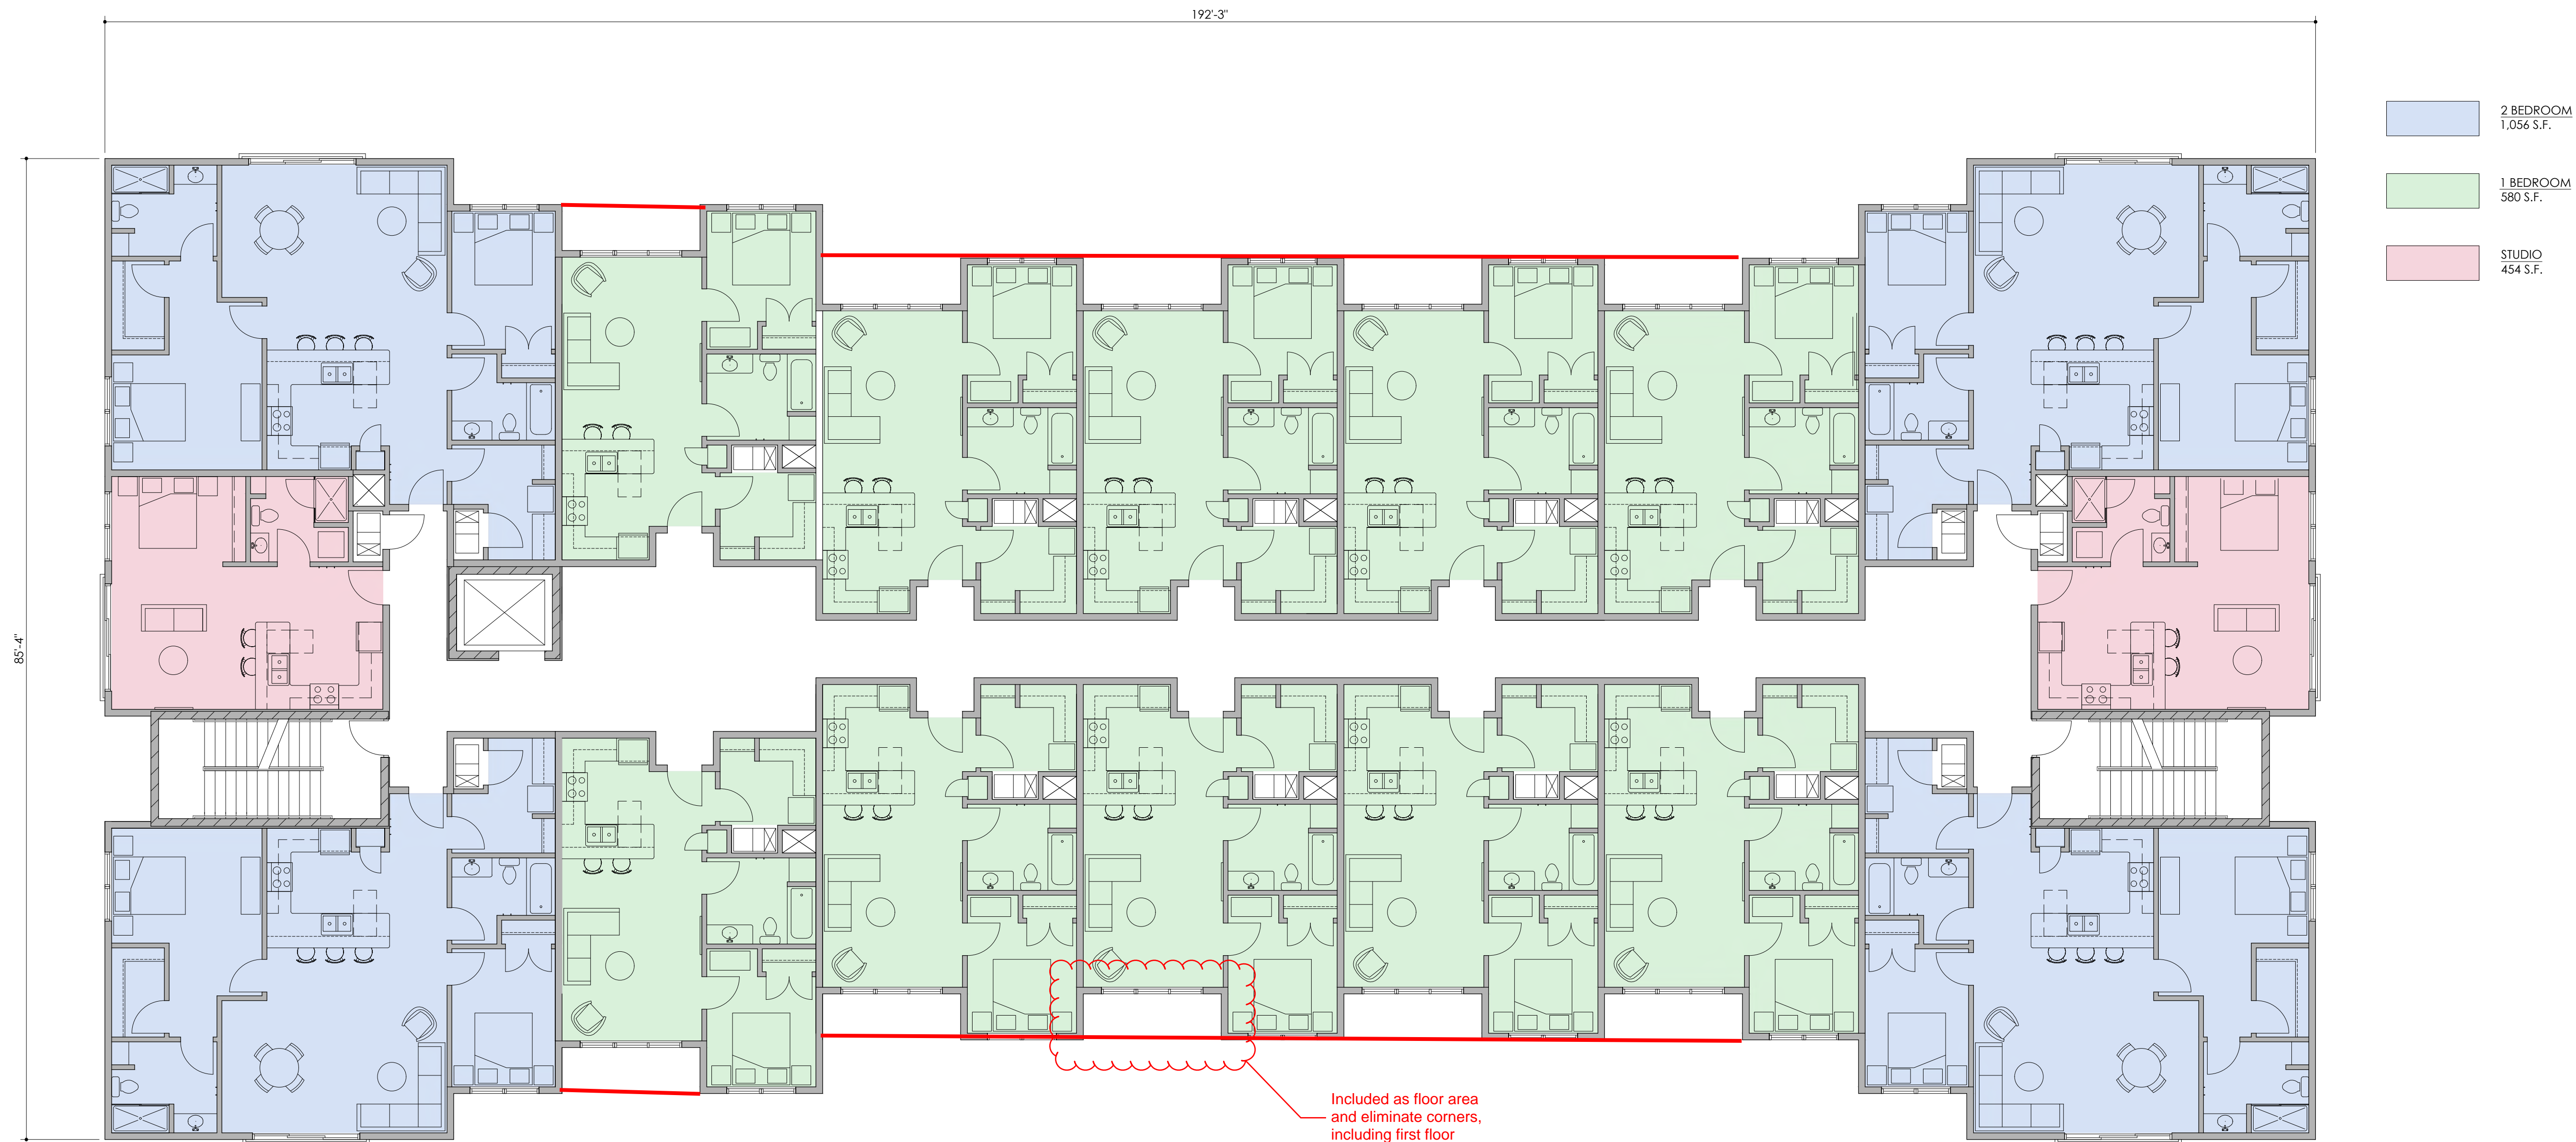 192'-3"
2 BEDROOM
1,056 S.F.
1 BEDROOM
580 S.F.
STUDIO
454 S.F.
85'-4"
Included as floor area
and eliminate corners,
including first floor